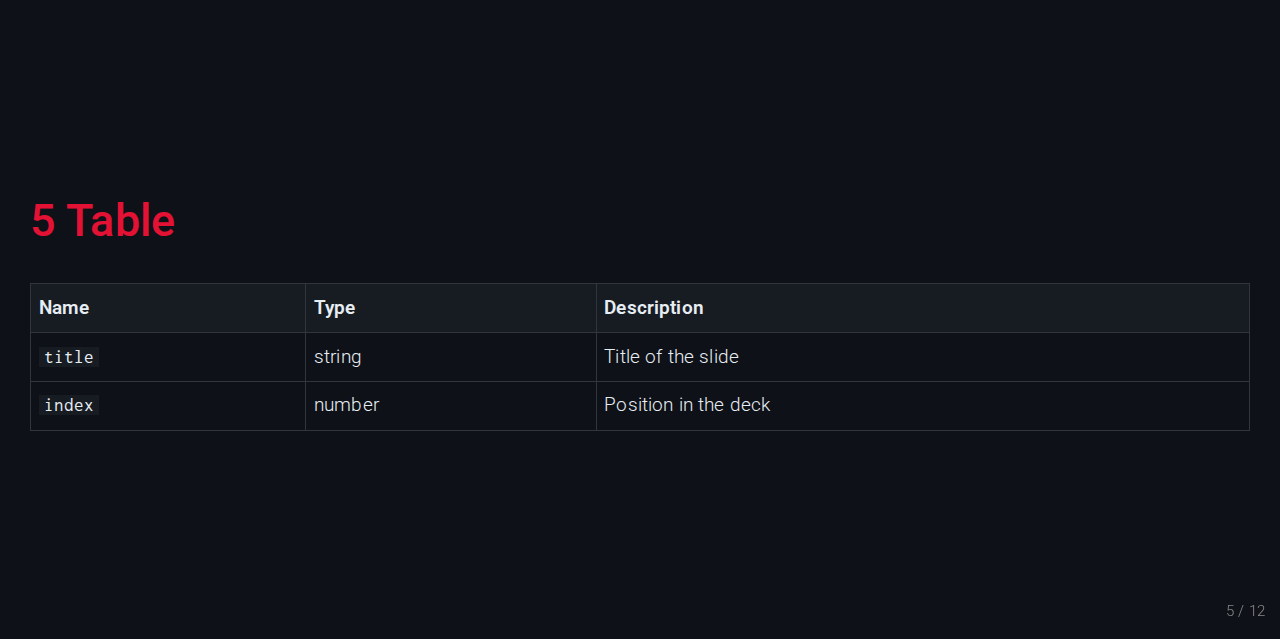 5 Table
Name Type Description
title string Title of the slide
index number Position in the deck
5 / 12